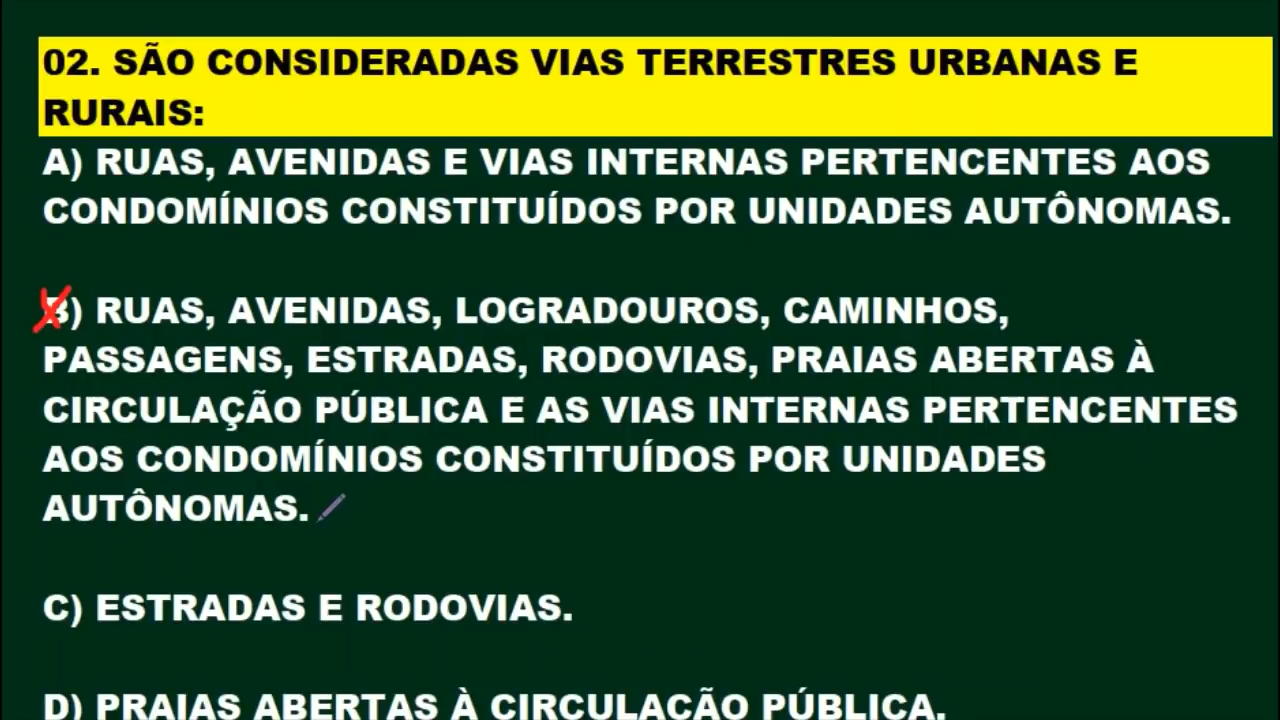 02. SÃO CONSIDERADAS VIAS TERRESTRES URBANAS E
RURAIS:
A) RUAS, AVENIDAS E VIAS INTERNAS PERTENCENTES AOS
CONDOMÍNIOS CONSTITUÍDOS POR UNIDADES AUTÔNOMAS.
B) RUAS, AVENIDAS, LOGRADOUROS, CAMINHOS,
PASSAGENS, ESTRADAS, RODOVIAS, PRAIAS ABERTAS À
CIRCULAÇÃO PÚBLICA E AS VIAS INTERNAS PERTENCENTES
AOS CONDOMÍNIOS CONSTITUÍDOS POR UNIDADES
AUTÔNOMAS.
C) ESTRADAS E RODOVIAS.
D) PRAIAS ABERTAS À CIRCULAÇÃO PÚBLICA.